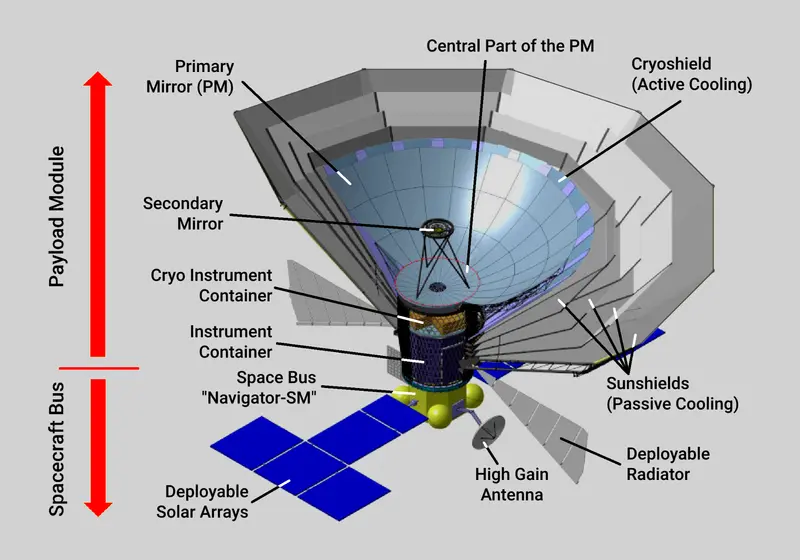 Central Part of the PM
Primary
Mirror (PM)
Cryoshield
(Active Cooling)
Payload Module
Secondary
Mirror
Cryo Instrument
Container
Instrument
Container
Space Bus
"Navigator-SM"
Sunshields
(Passive Cooling)
Spacecraft Bus
Deployable
Radiator
High Gain
Antenna
Deployable
Solar Arrays